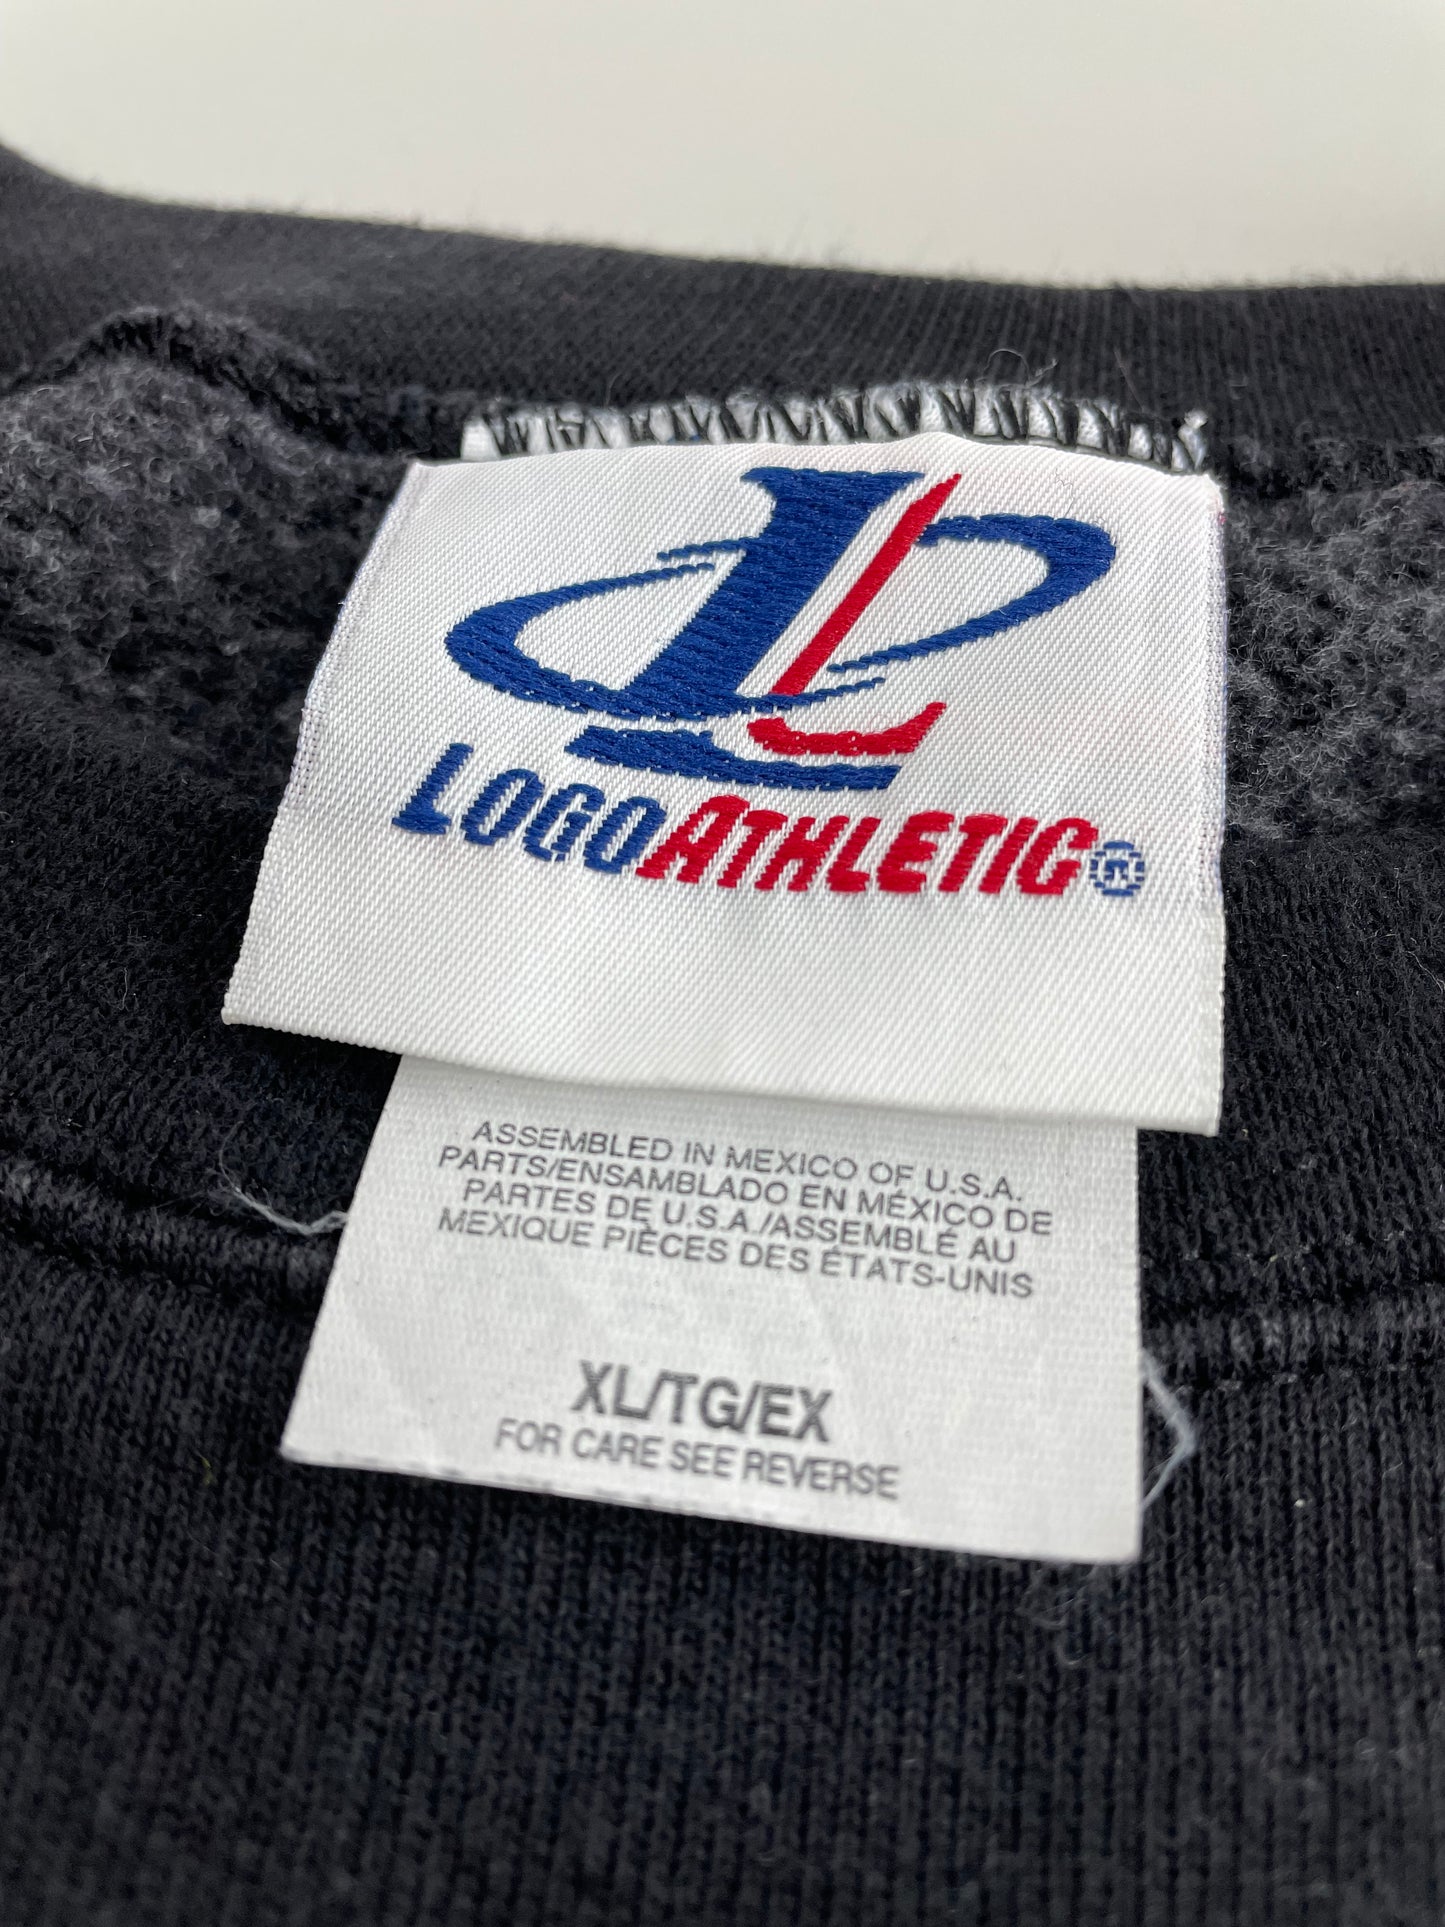 LOGOATHLETIC®
ASSEMBLED IN MEXICO OF U.S.A.
PARTS/ENSAMBLADO EN MÉXICO DE
PARTES DE U.S.A./ASSEMBLÉ AU
MEXIQUE PIÈCES DES ÉTATS-UNIS
XL/TG/EX
FOR CARE SEE REVERSE